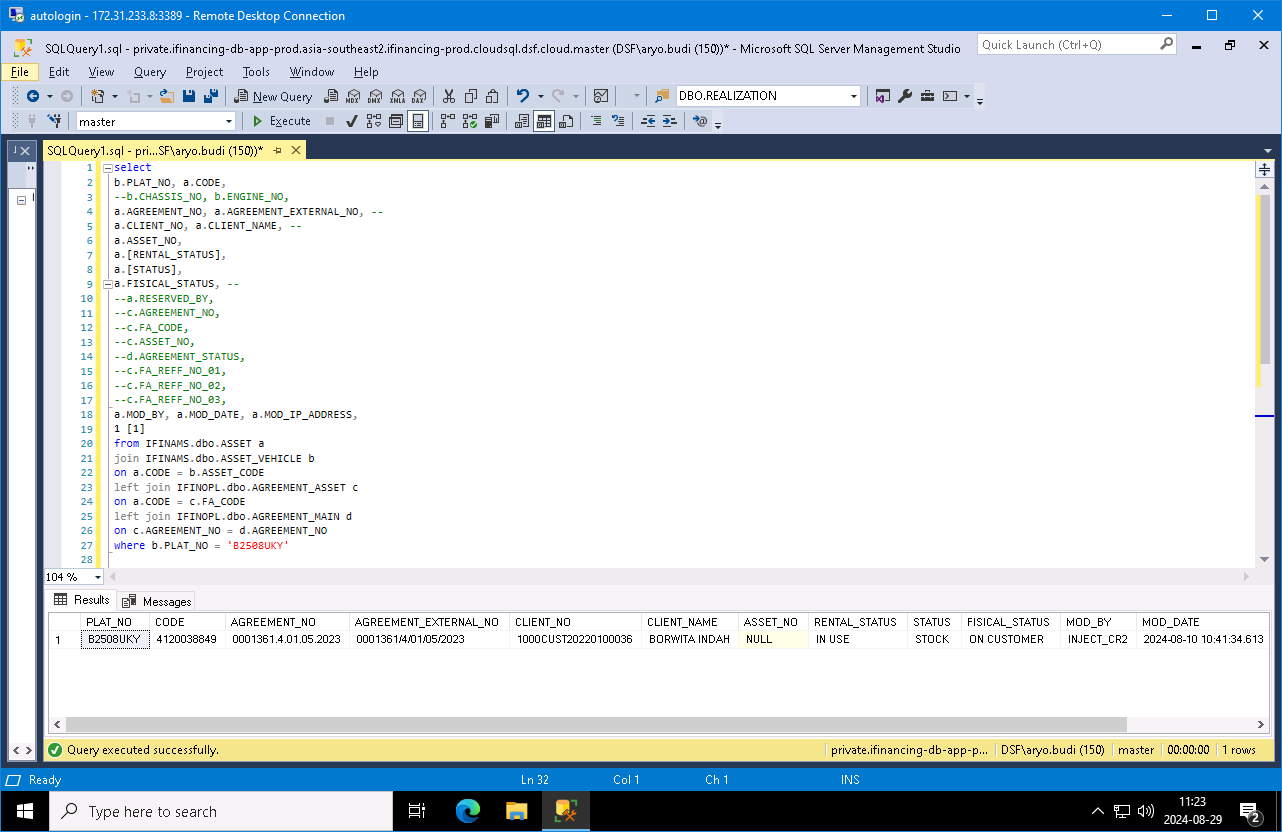 autologin - 172.31.233.8:3389 - Remote Desktop Connection
SQLQuery1.sql - private.ifinancing-db-app-prod.asia-southeast2.ifinancing-prod.cloudsql.dsf.cloud.master (DSF\aryo.budi (150))* - Microsoft SQL Server Management Studio
Quick Launch (Ctrl+Q)
File Edit View Query Project Tools Window Help
New Query MDX DMX XMLA DAX DBO.REALIZATION
master Execute
SQLQuery1.sql - pri...SF\aryo.budi (150))*
1 select
2 b.PLAT_NO, a.CODE,
3 --b.CHASSIS_NO, b.ENGINE_NO,
4 a.AGREEMENT_NO, a.AGREEMENT_EXTERNAL_NO, --
5 a.CLIENT_NO, a.CLIENT_NAME, --
6 a.ASSET_NO,
7 a.[RENTAL_STATUS],
8 a.[STATUS],
9 a.FISICAL_STATUS, --
10 --a.RESERVED_BY,
11 --c.AGREEMENT_NO,
12 --c.FA_CODE,
13 --c.ASSET_NO,
14 --d.AGREEMENT_STATUS,
15 --c.FA_REFF_NO_01,
16 --c.FA_REFF_NO_02,
17 --c.FA_REFF_NO_03,
18 a.MOD_BY, a.MOD_DATE, a.MOD_IP_ADDRESS,
19 1 [1]
20 from IFINAMS.dbo.ASSET a
21 join IFINAMS.dbo.ASSET_VEHICLE b
22 on a.CODE = b.ASSET_CODE
23 left join IFINOPL.dbo.AGREEMENT_ASSET c
24 on a.CODE = c.FA_CODE
25 left join IFINOPL.dbo.AGREEMENT_MAIN d
26 on c.AGREEMENT_NO = d.AGREEMENT_NO
27 where b.PLAT_NO = 'B2508UKY'
28
104 %
Results Messages
PLAT_NO CODE AGREEMENT_NO AGREEMENT_EXTERNAL_NO CLIENT_NO CLIENT_NAME ASSET_NO RENTAL_STATUS STATUS FISICAL_STATUS MOD_BY MOD_DATE
1 B2508UKY 4120038849 0001361.4.01.05.2023 0001361/4/01/05/2023 1000CUST20220100036 BORWITA INDAH NULL IN USE STOCK ON CUSTOMER INJECT_CR2 2024-08-10 10:41:34.613
Query executed successfully. private.ifinancing-db-app-p... DSF\aryo.budi (150) master 00:00:00 1 rows
Ready Ln 32 Col 1 Ch 1 INS
Type here to search
11:23
2024-08-29
2